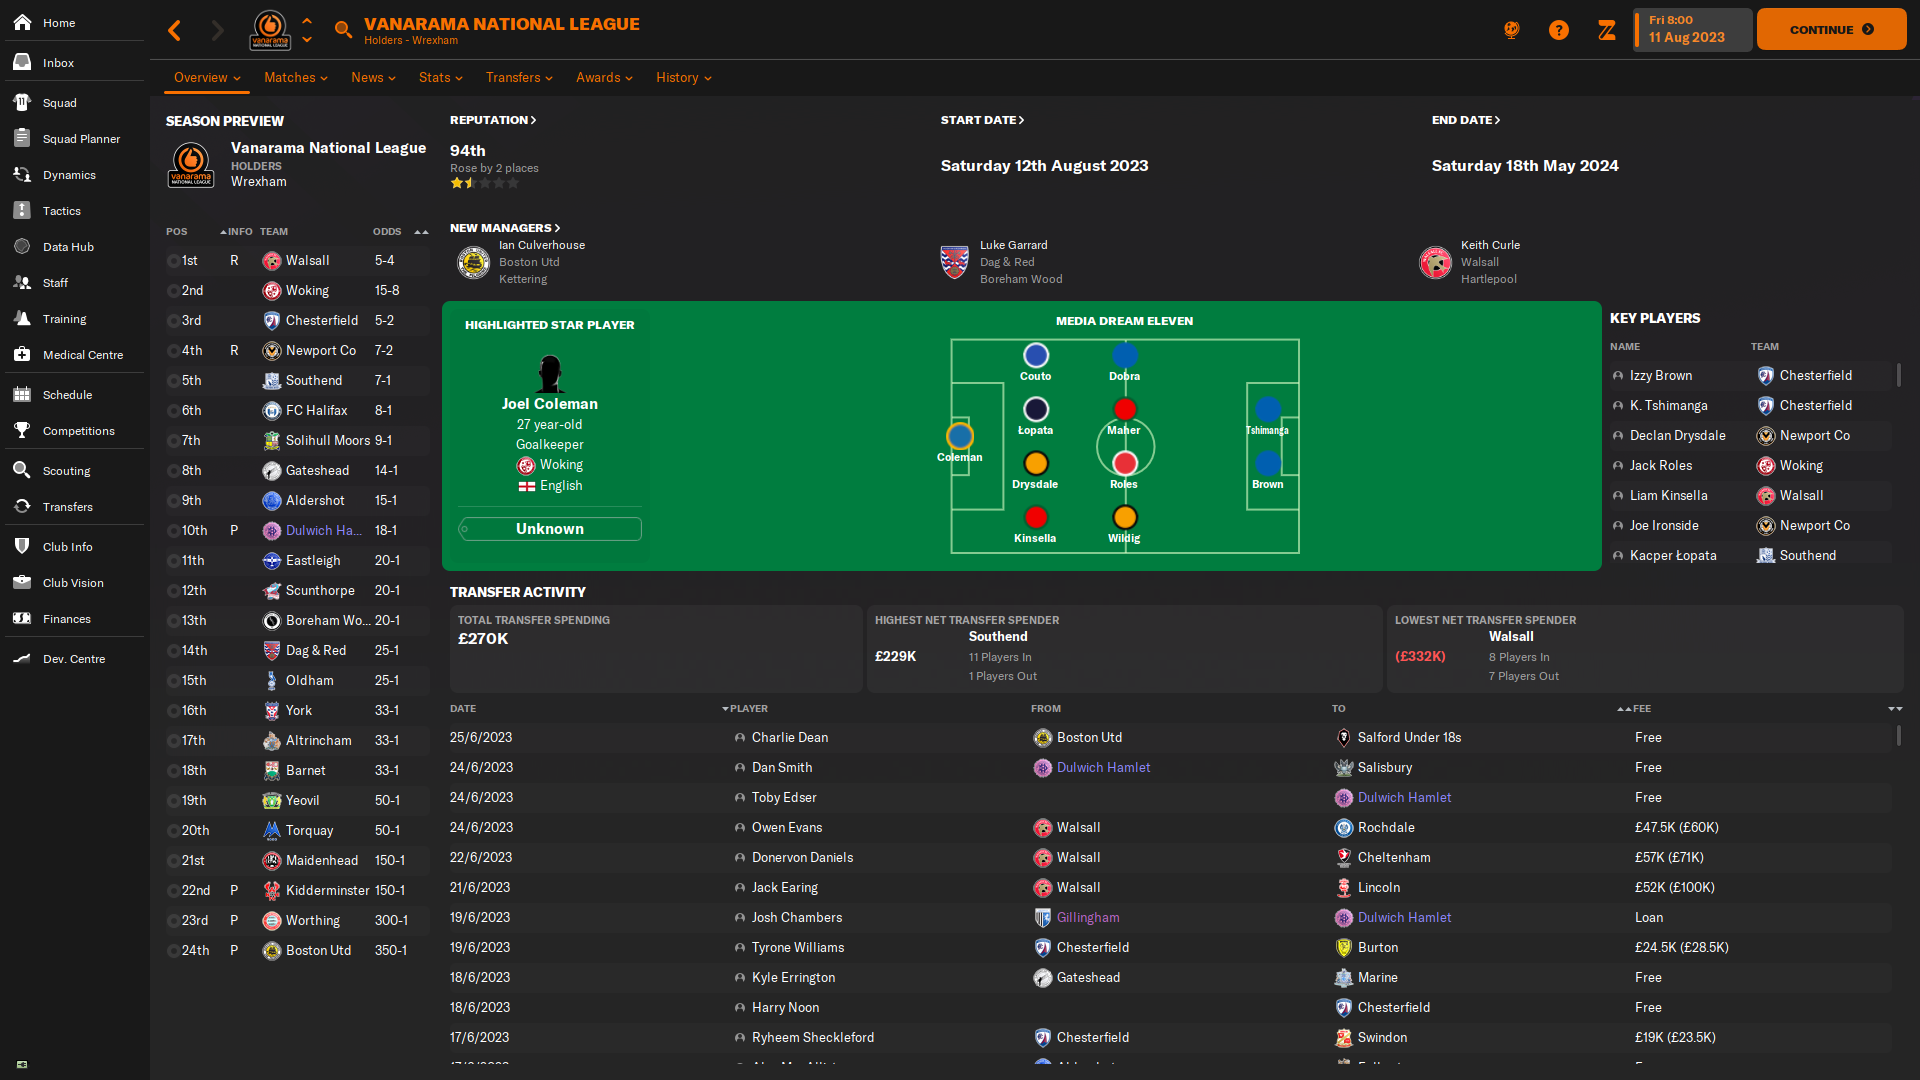 Home
Inbox
Squad
Squad Planner
Dynamics
Tactics
Data Hub
Staff
Training
Medical Centre
Schedule
Competitions
Scouting
Transfers
Club Info
Club Vision
Finances
Dev. Centre
VANARAMA NATIONAL LEAGUE
Holders - Wrexham
Fri 8:00
11 Aug 2023
CONTINUE
Overview Matches News Stats Transfers Awards History
SEASON PREVIEW
Vanarama National League
HOLDERS
Wrexham
POS INFO TEAM ODDS
1st R Walsall 5-4
2nd Woking 15-8
3rd Chesterfield 5-2
4th R Newport Co 7-2
5th Southend 7-1
6th FC Halifax 8-1
7th Solihull Moors 9-1
8th Gateshead 14-1
9th Aldershot 15-1
10th P Dulwich Ha... 18-1
11th Eastleigh 20-1
12th Scunthorpe 20-1
13th Boreham Wo... 20-1
14th Dag & Red 25-1
15th Oldham 25-1
16th York 33-1
17th Altrincham 33-1
18th Barnet 33-1
19th Yeovil 50-1
20th Torquay 50-1
21st Maidenhead 150-1
22nd P Kidderminster 150-1
23rd P Worthing 300-1
24th P Boston Utd 350-1
REPUTATION
94th
Rose by 2 places
START DATE
Saturday 12th August 2023
END DATE
Saturday 18th May 2024
NEW MANAGERS
Ian Culverhouse
Boston Utd
Kettering
Luke Garrard
Dag & Red
Boreham Wood
Keith Curle
Walsall
Hartlepool
HIGHLIGHTED STAR PLAYER
Joel Coleman
27 year-old
Goalkeeper
Woking
English
Unknown
MEDIA DREAM ELEVEN
Couto
Dobra
Łopata
Maher
Tshimanga
Coleman
Drysdale
Roles
Brown
Kinsella
Wildig
KEY PLAYERS
NAME TEAM
Izzy Brown Chesterfield
K. Tshimanga Chesterfield
Declan Drysdale Newport Co
Jack Roles Woking
Liam Kinsella Walsall
Joe Ironside Newport Co
Kacper Łopata Southend
TRANSFER ACTIVITY
TOTAL TRANSFER SPENDING
£270K
HIGHEST NET TRANSFER SPENDER
Southend
£229K
11 Players In
1 Players Out
LOWEST NET TRANSFER SPENDER
Walsall
(£332K)
8 Players In
7 Players Out
DATE PLAYER FROM TO FEE
25/6/2023 Charlie Dean Boston Utd Salford Under 18s Free
24/6/2023 Dan Smith Dulwich Hamlet Salisbury Free
24/6/2023 Toby Edser Dulwich Hamlet Free
24/6/2023 Owen Evans Walsall Rochdale £47.5K (£60K)
22/6/2023 Donervon Daniels Walsall Cheltenham £57K (£71K)
21/6/2023 Jack Earing Walsall Lincoln £52K (£100K)
19/6/2023 Josh Chambers Gillingham Dulwich Hamlet Loan
19/6/2023 Tyrone Williams Chesterfield Burton £24.5K (£28.5K)
18/6/2023 Kyle Errington Gateshead Marine Free
18/6/2023 Harry Noon Chesterfield Free
17/6/2023 Ryheem Sheckleford Chesterfield Swindon £19K (£23.5K)